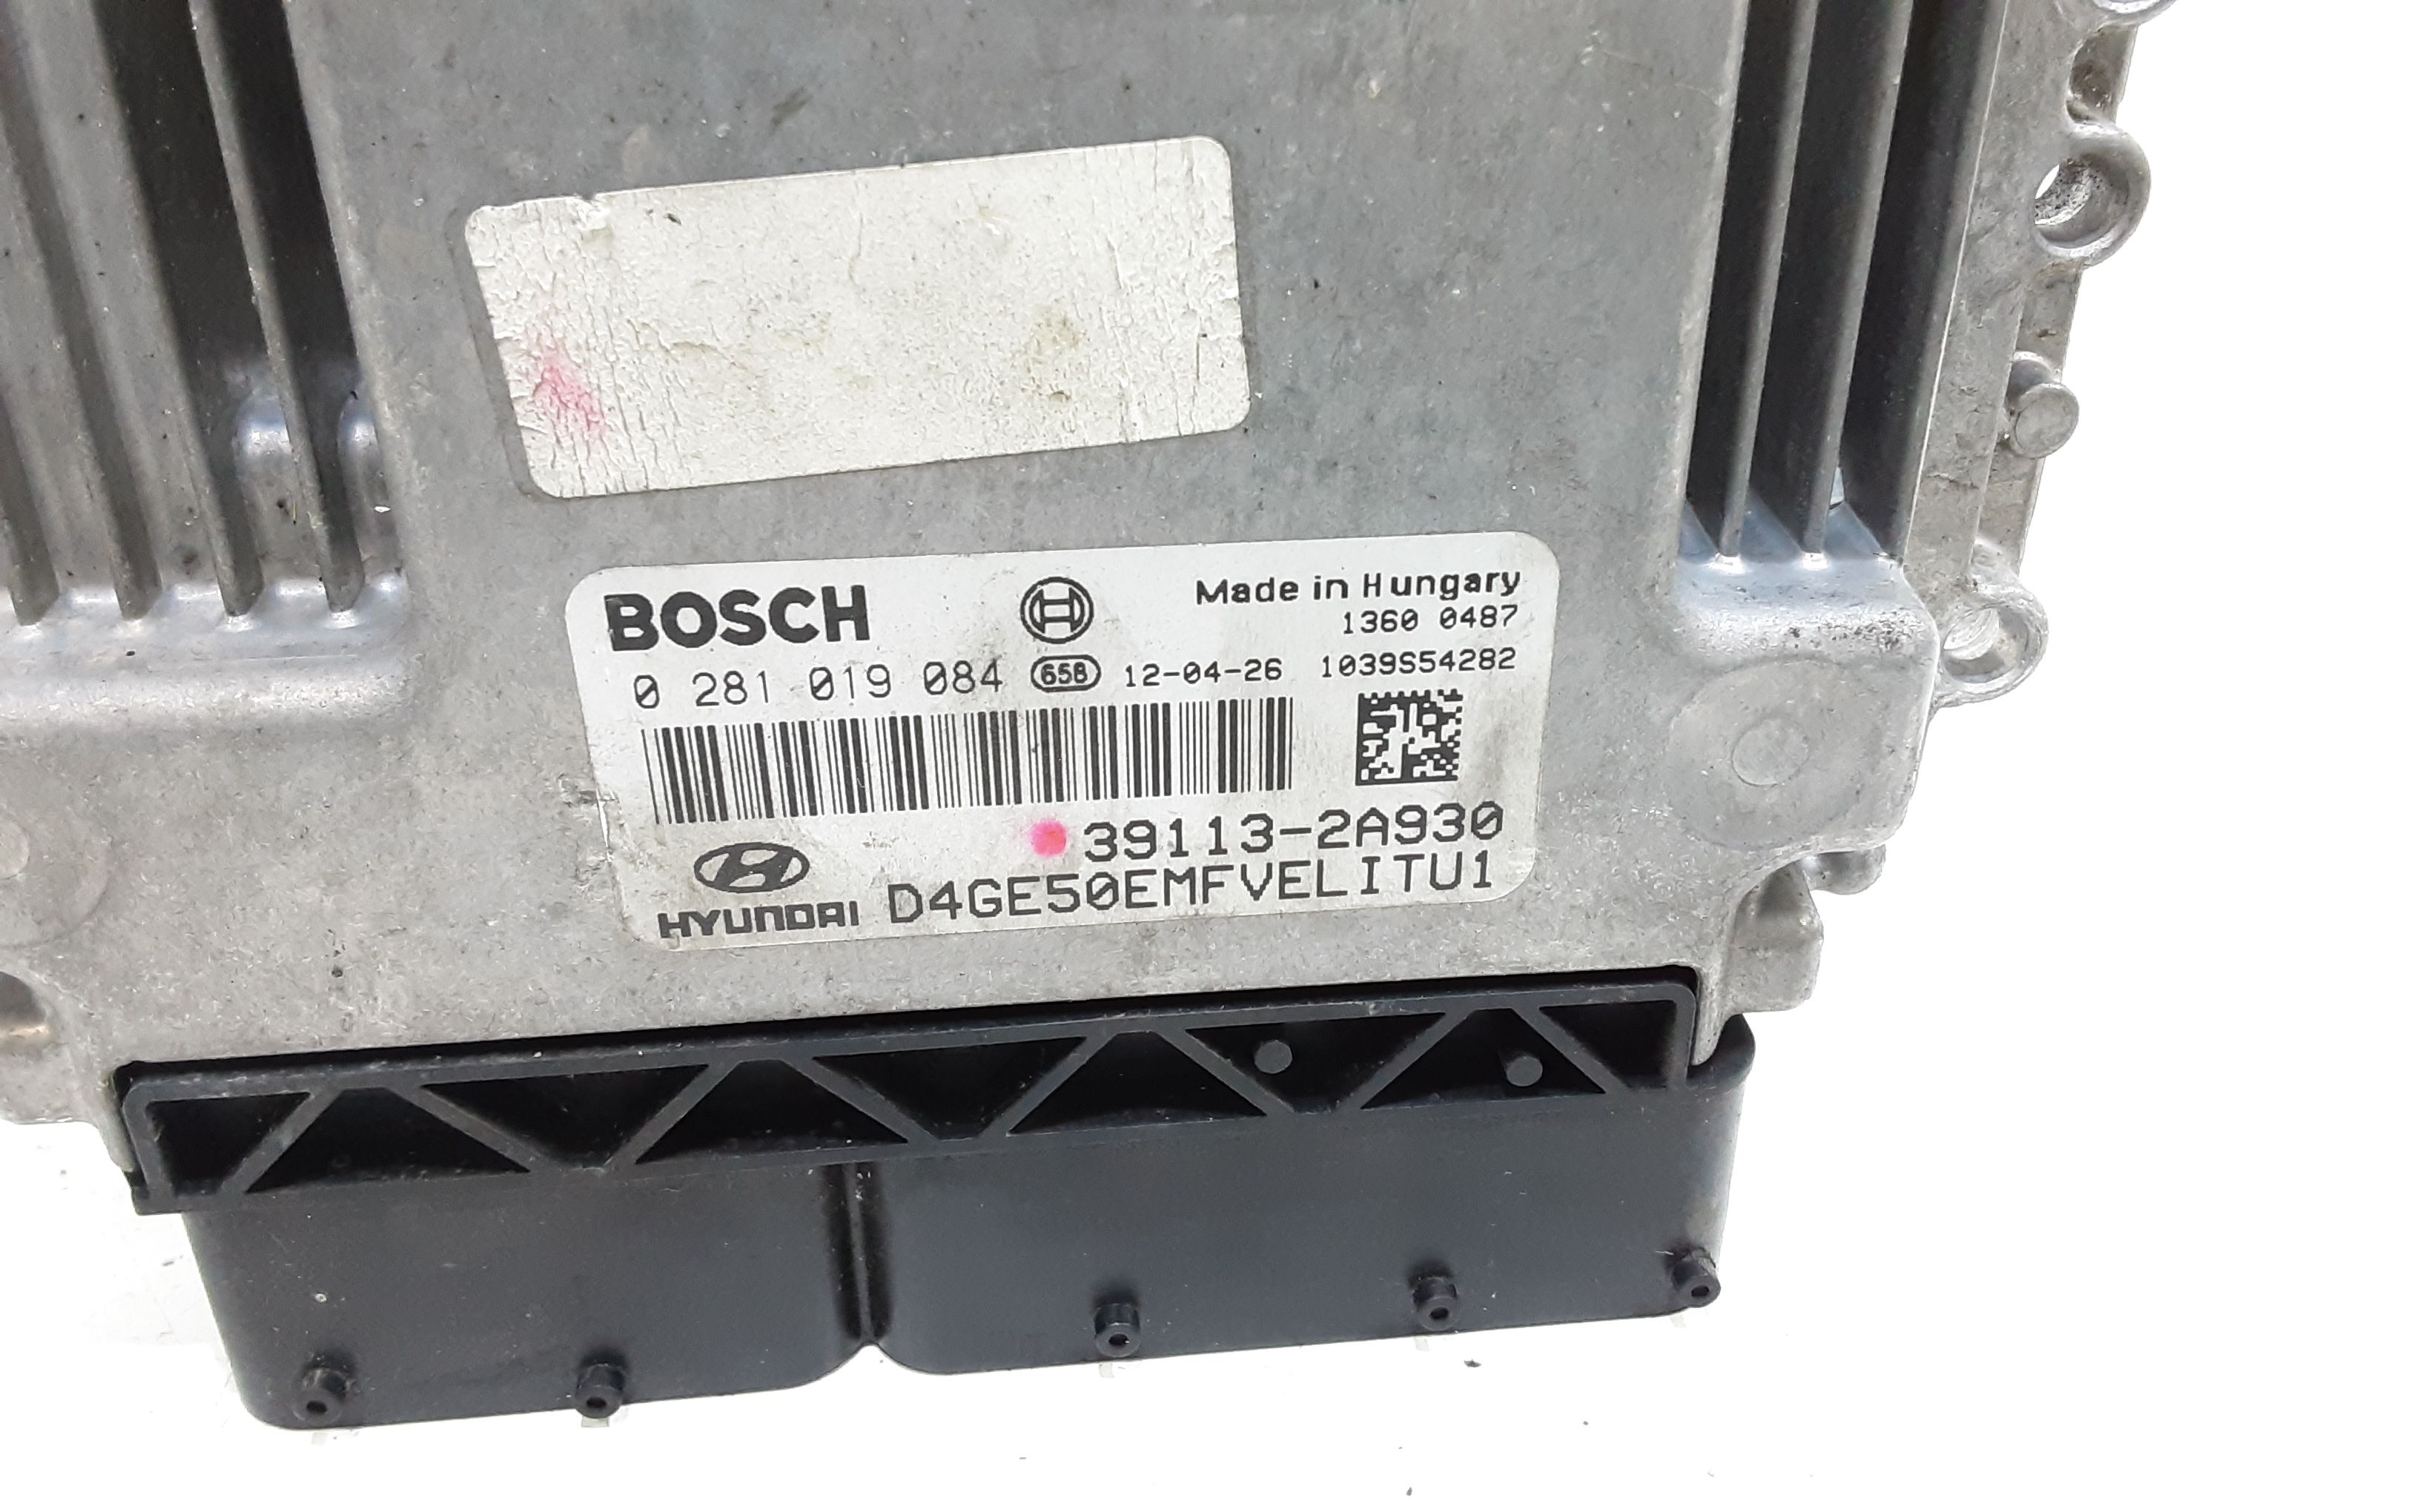 BOSCH
Made in Hungary
1360 0487
0 281 019 084 658 12-04-26 1039S54282
39113-2A930
HYUNDAI D4GE50EMFVELITU1